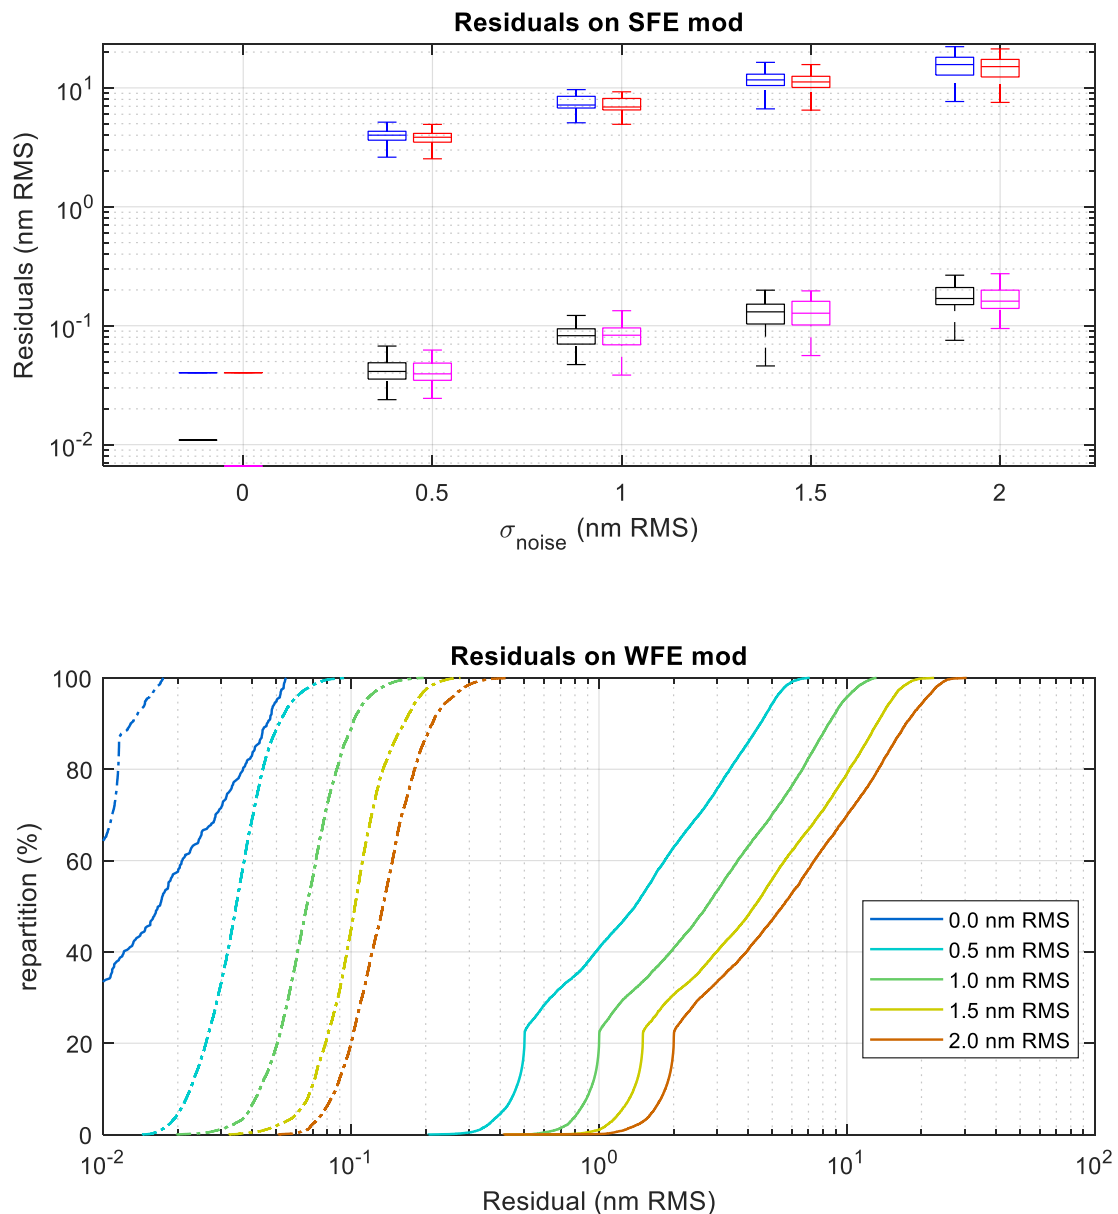 Residuals on SFE mod
Residuals (nm RMS)
10^1
10^0
10^-1
10^-2
0 0.5 1 1.5 2
σ_noise (nm RMS)
Residuals on WFE mod
repartition (%)
100
80
60
40
20
0
0.0 nm RMS
0.5 nm RMS
1.0 nm RMS
1.5 nm RMS
2.0 nm RMS
10^-2 10^-1 10^0 10^1 10^2
Residual (nm RMS)